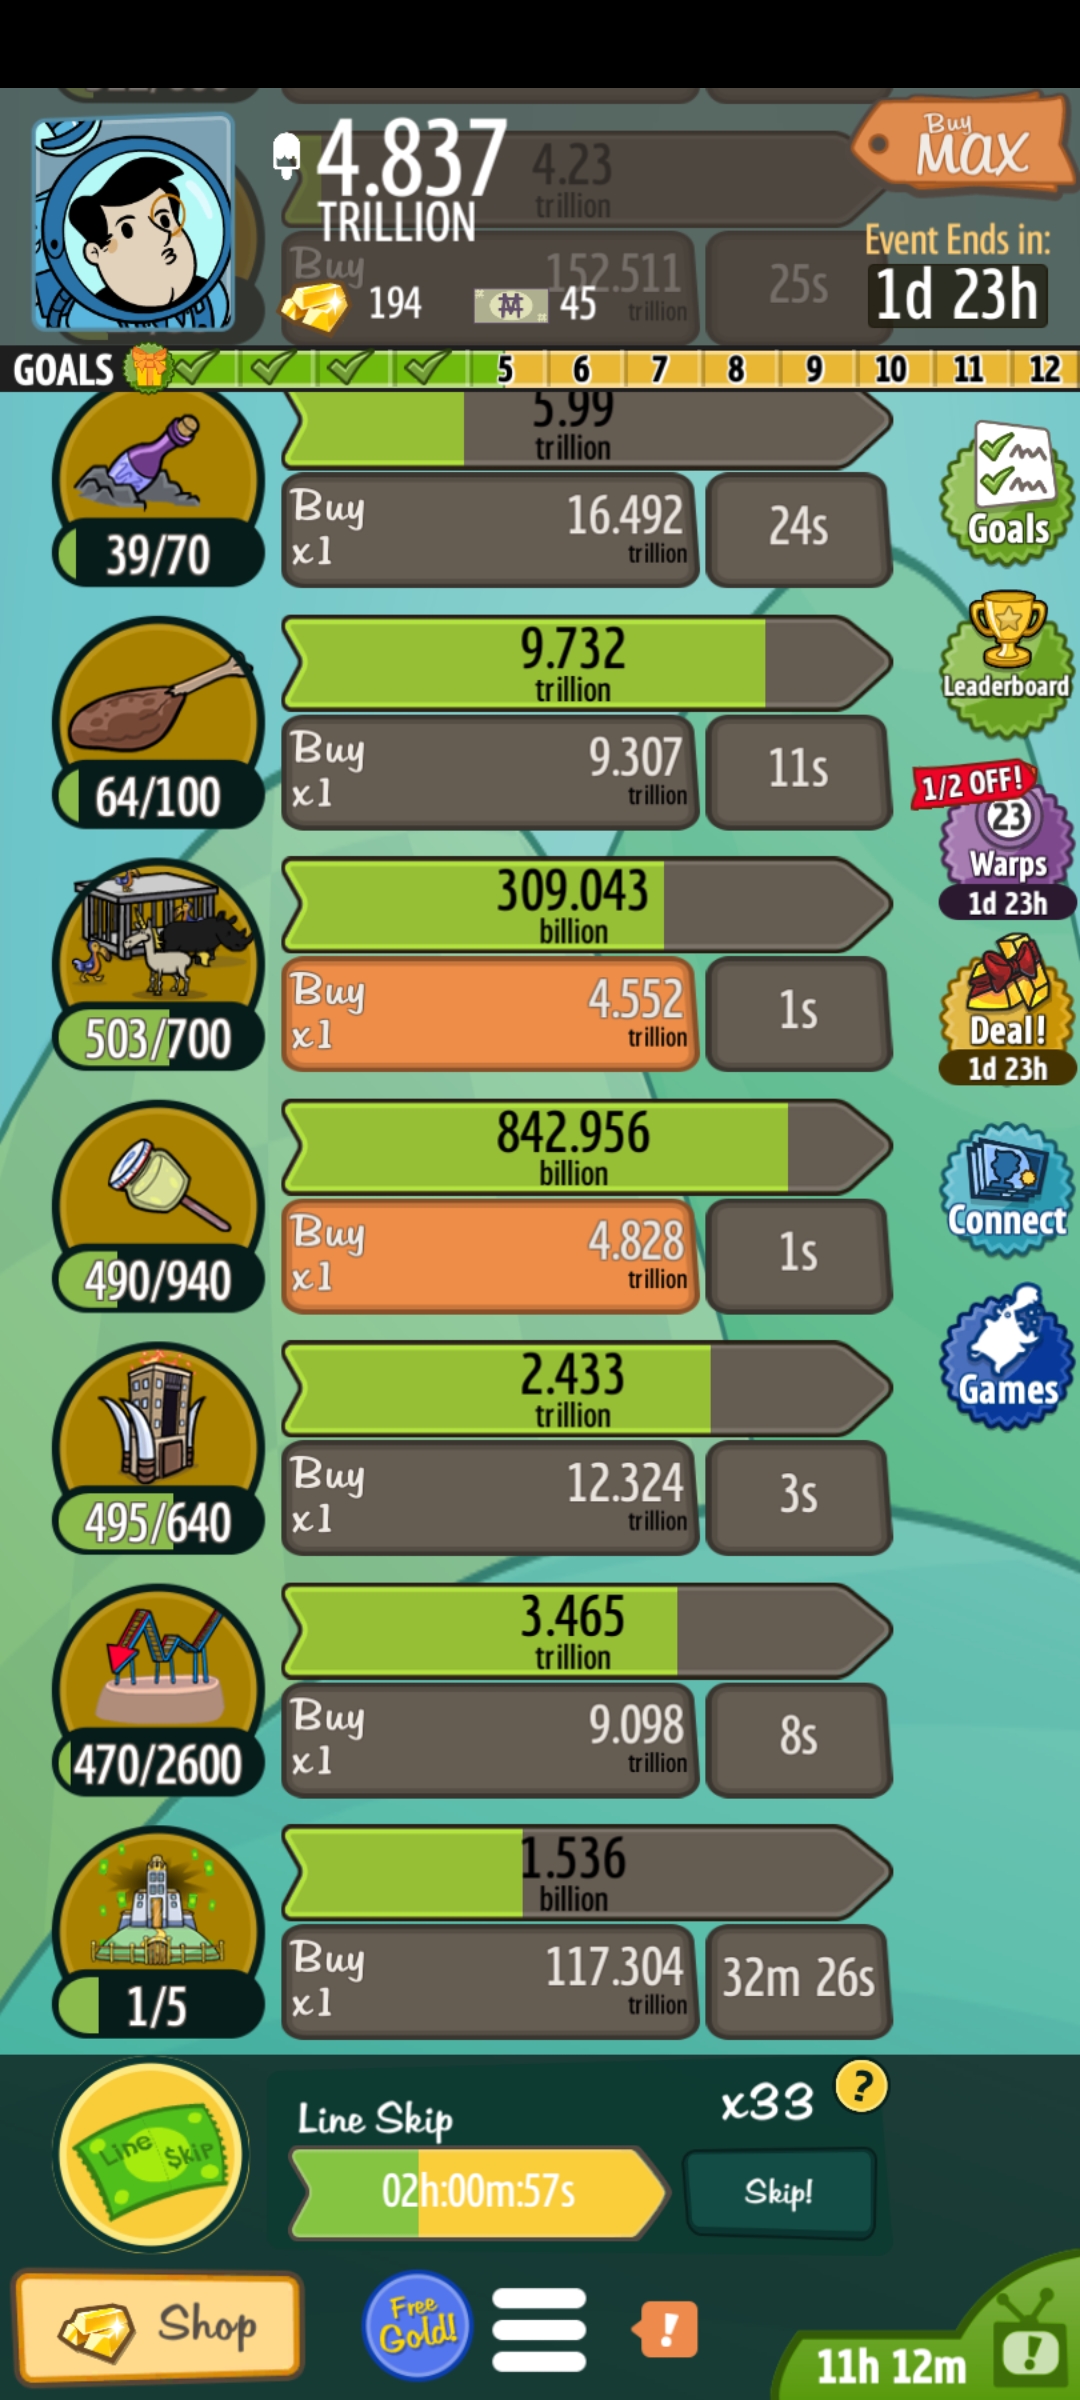 4.837
TRILLION
4.23
trillion
Buy
MAX
Buy
152.511
trillion
25s
194
45
Event Ends in:
1d 23h
GOALS
5
6
7
8
9
10
11
12
5.99
trillion
Buy
x1
16.492
trillion
24s
39/70
Goals
9.732
trillion
Buy
x1
9.307
trillion
11s
64/100
Leaderboard
1/2 OFF!
23
Warps
1d 23h
309.043
billion
Buy
x1
4.552
trillion
1s
503/700
Deal!
1d 23h
842.956
billion
Buy
x1
4.828
trillion
1s
490/940
Connect
2.433
trillion
Buy
x1
12.324
trillion
3s
495/640
Games
3.465
trillion
Buy
x1
9.098
trillion
8s
470/2600
1.536
billion
Buy
x1
117.304
trillion
32m 26s
1/5
Line $kip
Line Skip
x33
?
02h:00m:57s
Skip!
Shop
Free
Gold!
!
11h 12m
!